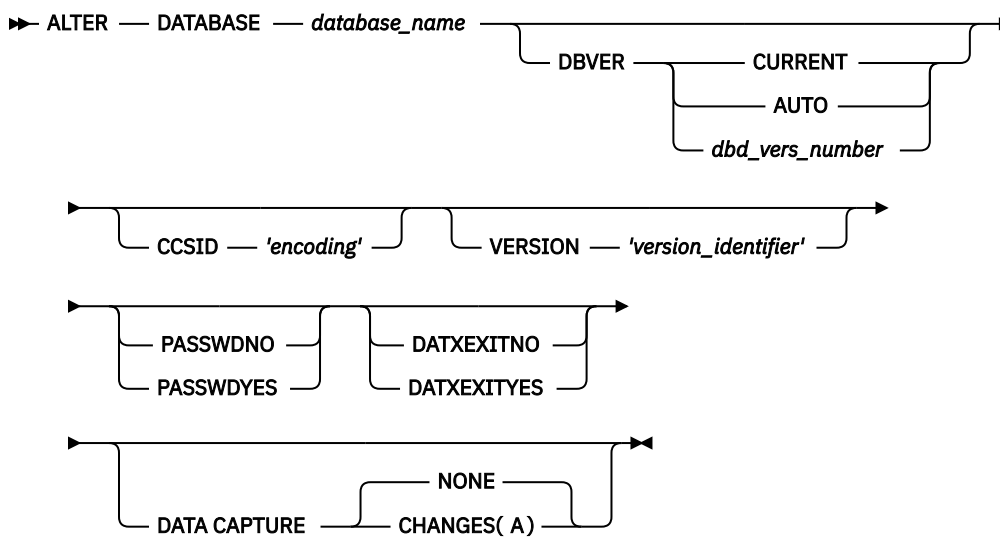 ALTER DATABASE database_name
DBVER CURRENT
AUTO
dbd_vers_number
CCSID 'encoding' VERSION 'version_identifier'
PASSWDNO DATXEXITNO
PASSWDYES DATXEXITYES
NONE
DATA CAPTURE CHANGES( A )